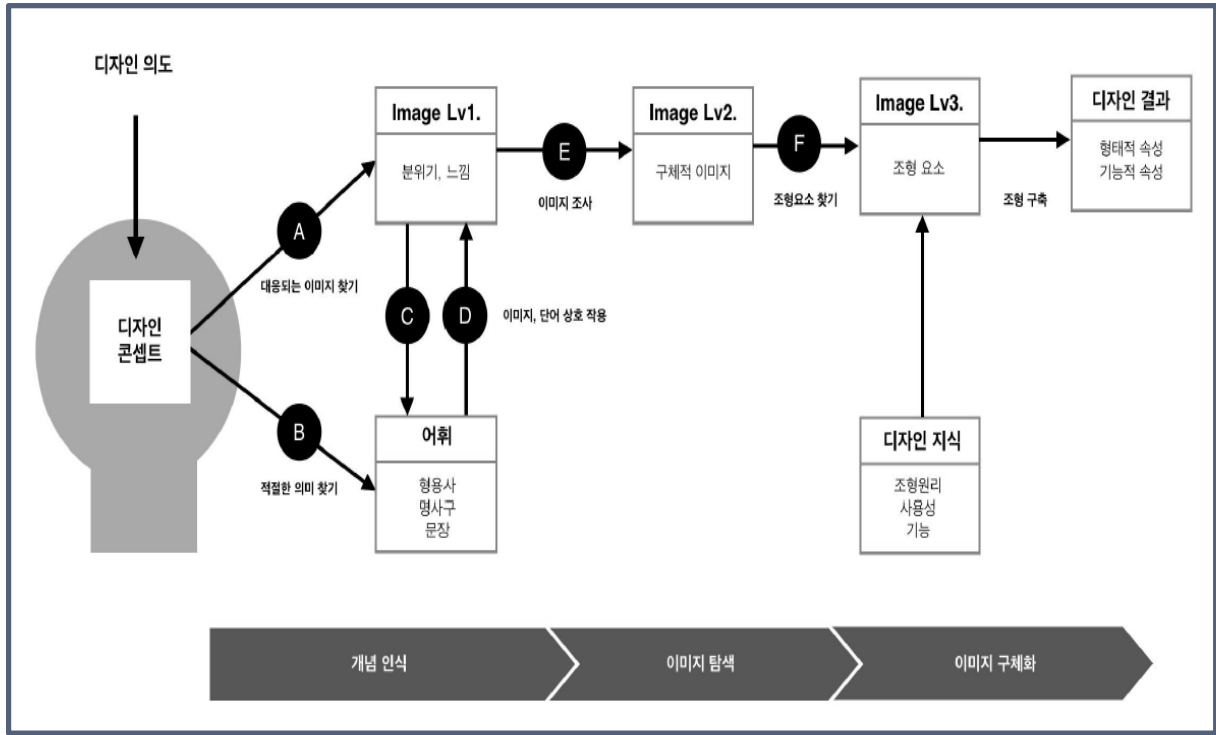 디자인 의도
디자인
콘셉트
A
대응되는 이미지 찾기
B
적절한 의미 찾기
Image Lv1.
분위기, 느낌
C
D
이미지, 단어 상호 작용
어휘
형용사
명사구
문장
E
이미지 조사
Image Lv2.
구체적 이미지
F
조형요소 찾기
Image Lv3.
조형 요소
디자인 지식
조형원리
사용성
기능
조형 구축
디자인 결과
형태적 속성
기능적 속성
개념 인식
이미지 탐색
이미지 구체화